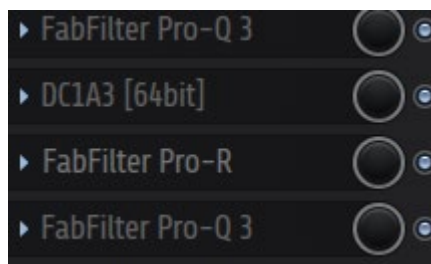 FabFilter Pro-Q 3
DC1A3 [64bit]
FabFilter Pro-R
FabFilter Pro-Q 3